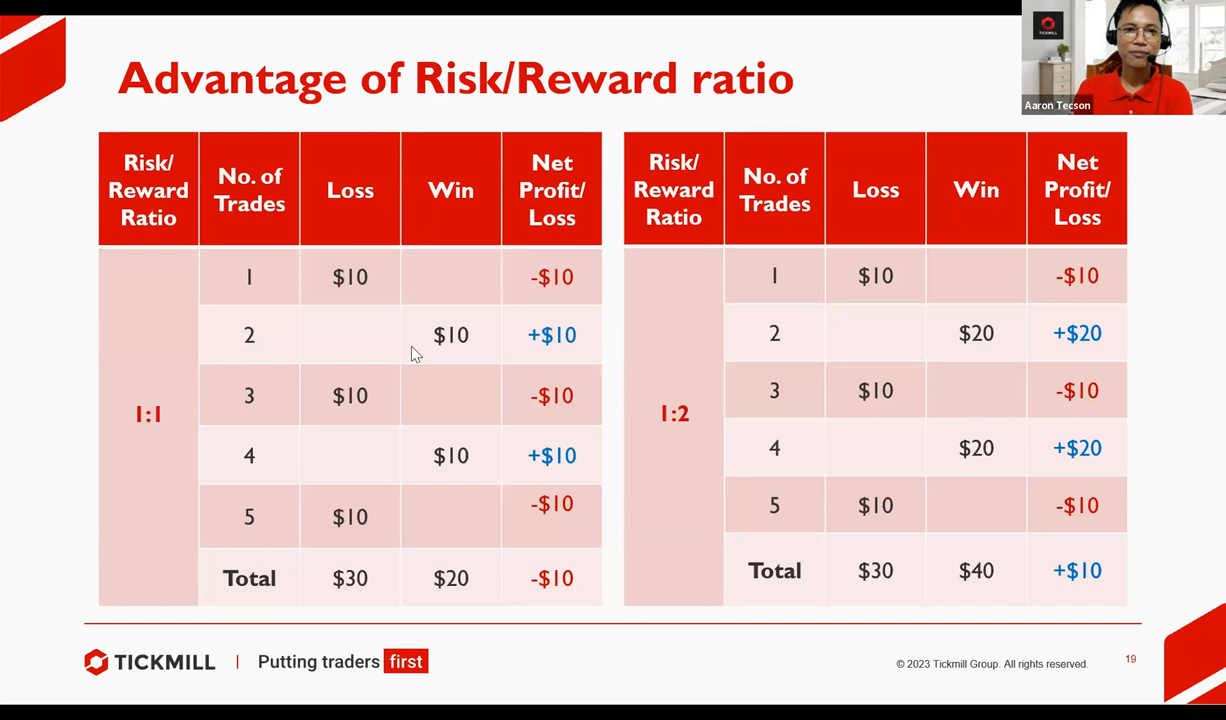 TICKMILL
Aaron Tecson
Advantage of Risk/Reward ratio
Risk/
Reward
Ratio
No. of
Trades
Loss
Win
Net
Profit/
Loss
1:1
1 $10 -$10
2 $10 +$10
3 $10 -$10
4 $10 +$10
5 $10 -$10
Total $30 $20 -$10
Risk/
Reward
Ratio
No. of
Trades
Loss
Win
Net
Profit/
Loss
1:2
1 $10 -$10
2 $20 +$20
3 $10 -$10
4 $20 +$20
5 $10 -$10
Total $30 $40 +$10
TICKMILL | Putting traders first
© 2023 Tickmill Group. All rights reserved. 19